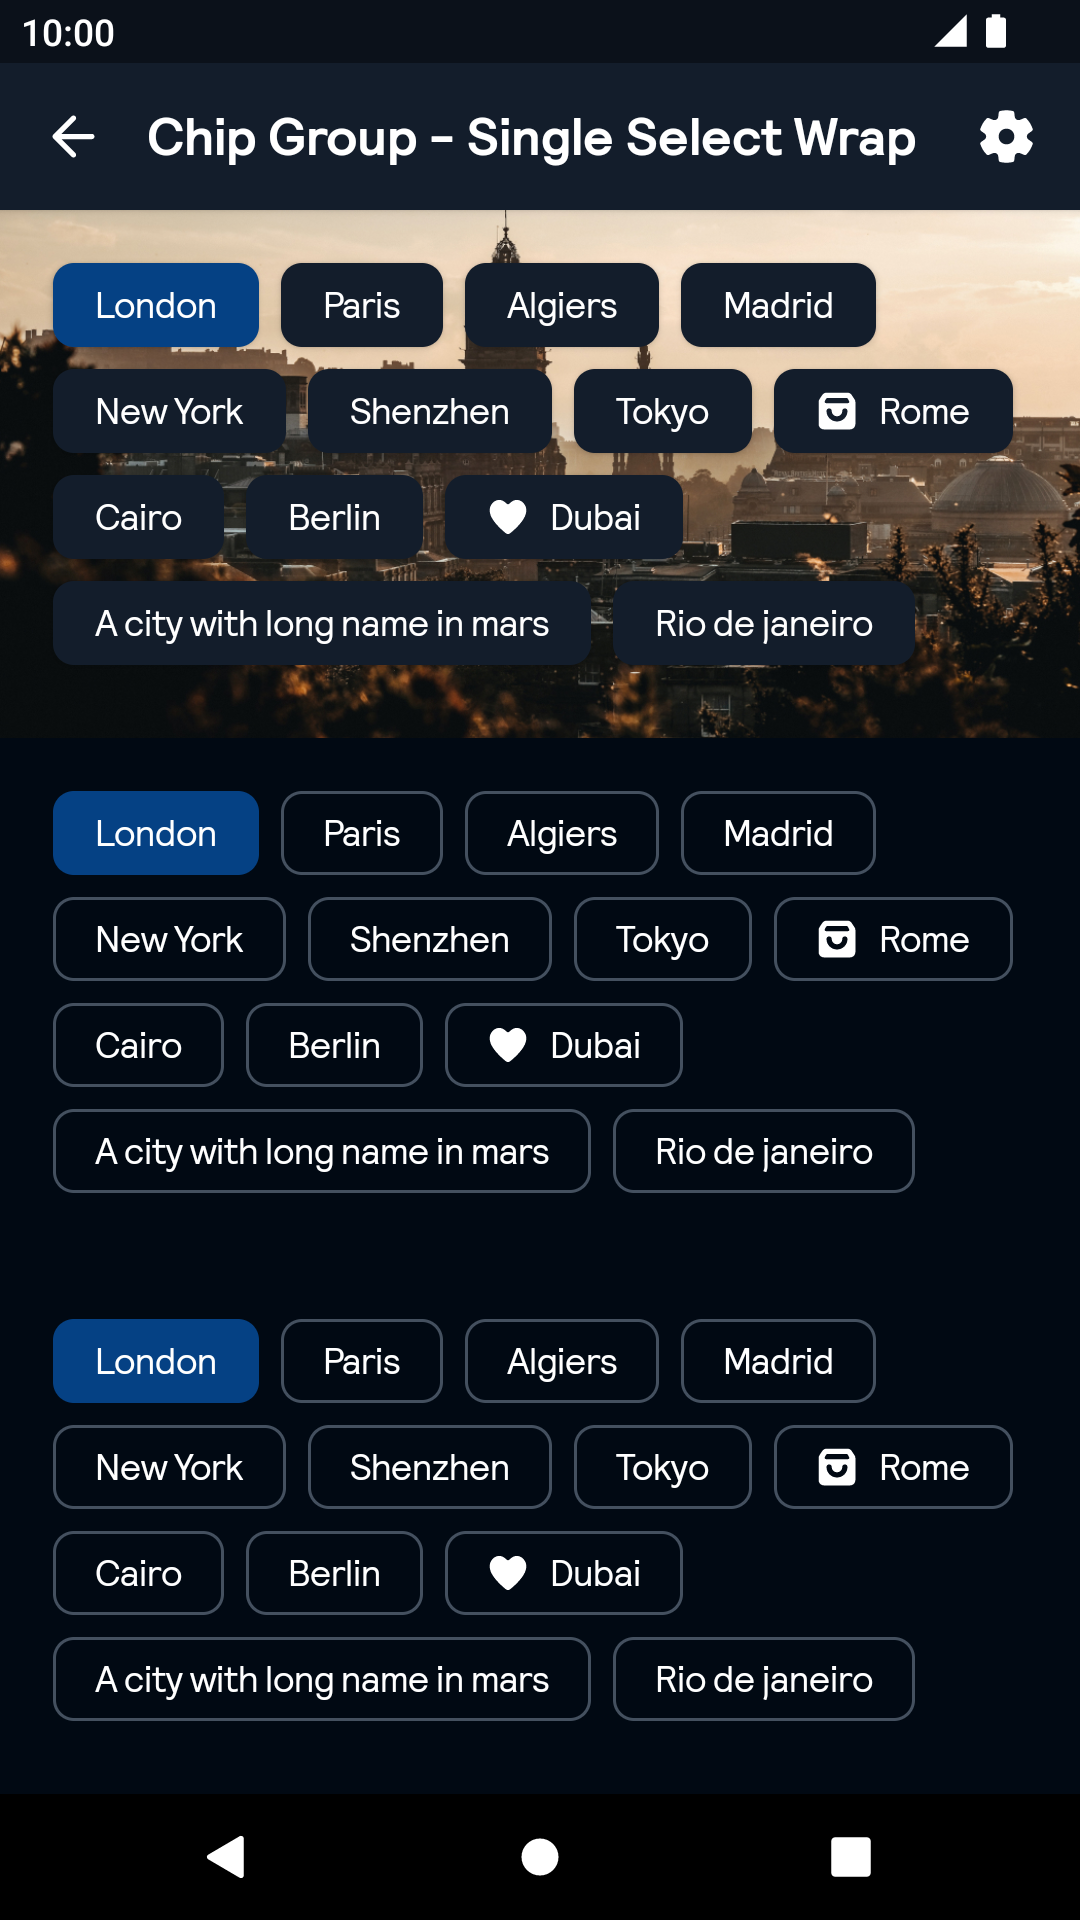 10:00
Chip Group - Single Select Wrap
London Paris Algiers Madrid
New York Shenzhen Tokyo Rome
Cairo Berlin Dubai
A city with long name in mars Rio de janeiro
London Paris Algiers Madrid
New York Shenzhen Tokyo Rome
Cairo Berlin Dubai
A city with long name in mars Rio de janeiro
London Paris Algiers Madrid
New York Shenzhen Tokyo Rome
Cairo Berlin Dubai
A city with long name in mars Rio de janeiro